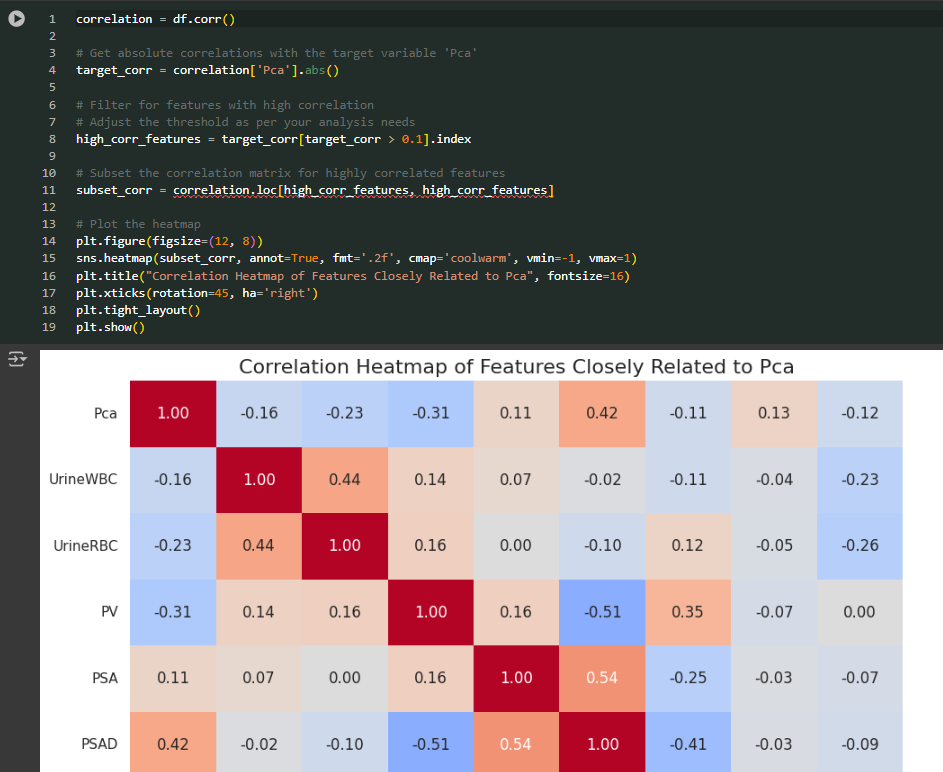 1 correlation = df.corr()
2
3 # Get absolute correlations with the target variable 'Pca'
4 target_corr = correlation['Pca'].abs()
5
6 # Filter for features with high correlation
7 # Adjust the threshold as per your analysis needs
8 high_corr_features = target_corr[target_corr > 0.1].index
9
10 # Subset the correlation matrix for highly correlated features
11 subset_corr = correlation.loc[high_corr_features, high_corr_features]
12
13 # Plot the heatmap
14 plt.figure(figsize=(12, 8))
15 sns.heatmap(subset_corr, annot=True, fmt='.2f', cmap='coolwarm', vmin=-1, vmax=1)
16 plt.title("Correlation Heatmap of Features Closely Related to Pca", fontsize=16)
17 plt.xticks(rotation=45, ha='right')
18 plt.tight_layout()
19 plt.show()
Correlation Heatmap of Features Closely Related to Pca
Pca 1.00 -0.16 -0.23 -0.31 0.11 0.42 -0.11 0.13 -0.12
UrineWBC -0.16 1.00 0.44 0.14 0.07 -0.02 -0.11 -0.04 -0.23
UrineRBC -0.23 0.44 1.00 0.16 0.00 -0.10 0.12 -0.05 -0.26
PV -0.31 0.14 0.16 1.00 0.16 -0.51 0.35 -0.07 0.00
PSA 0.11 0.07 0.00 0.16 1.00 0.54 -0.25 -0.03 -0.07
PSAD 0.42 -0.02 -0.10 -0.51 0.54 1.00 -0.41 -0.03 -0.09